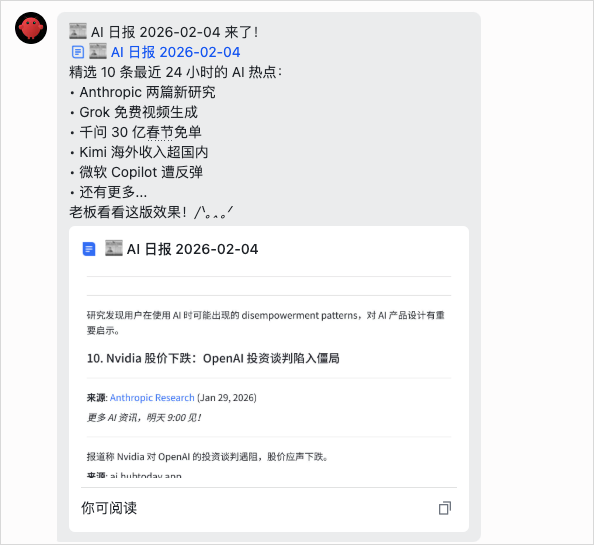 📰 AI 日报 2026-02-04 来了！
📰 AI 日报 2026-02-04
精选 10 条最近 24 小时的 AI 热点：
• Anthropic 两篇新研究
• Grok 免费视频生成
• 千问 30 亿春节免单
• Kimi 海外收入超国内
• 微软 Copilot 遭反弹
• 还有更多...
老板看看这版效果！/\｡‸｡ﾉ
📰 AI 日报 2026-02-04
研究发现用户在使用 AI 时可能出现的 disempowerment patterns，对 AI 产品设计有重
要启示。
10. Nvidia 股价下跌：OpenAI 投资谈判陷入僵局
来源: Anthropic Research (Jan 29, 2026)
更多 AI 资讯，明天 9:00 见！
报道称 Nvidia 对 OpenAI 的投资谈判遇阻，股价应声下跌。
来源: ai.hubtoday.app
你可阅读